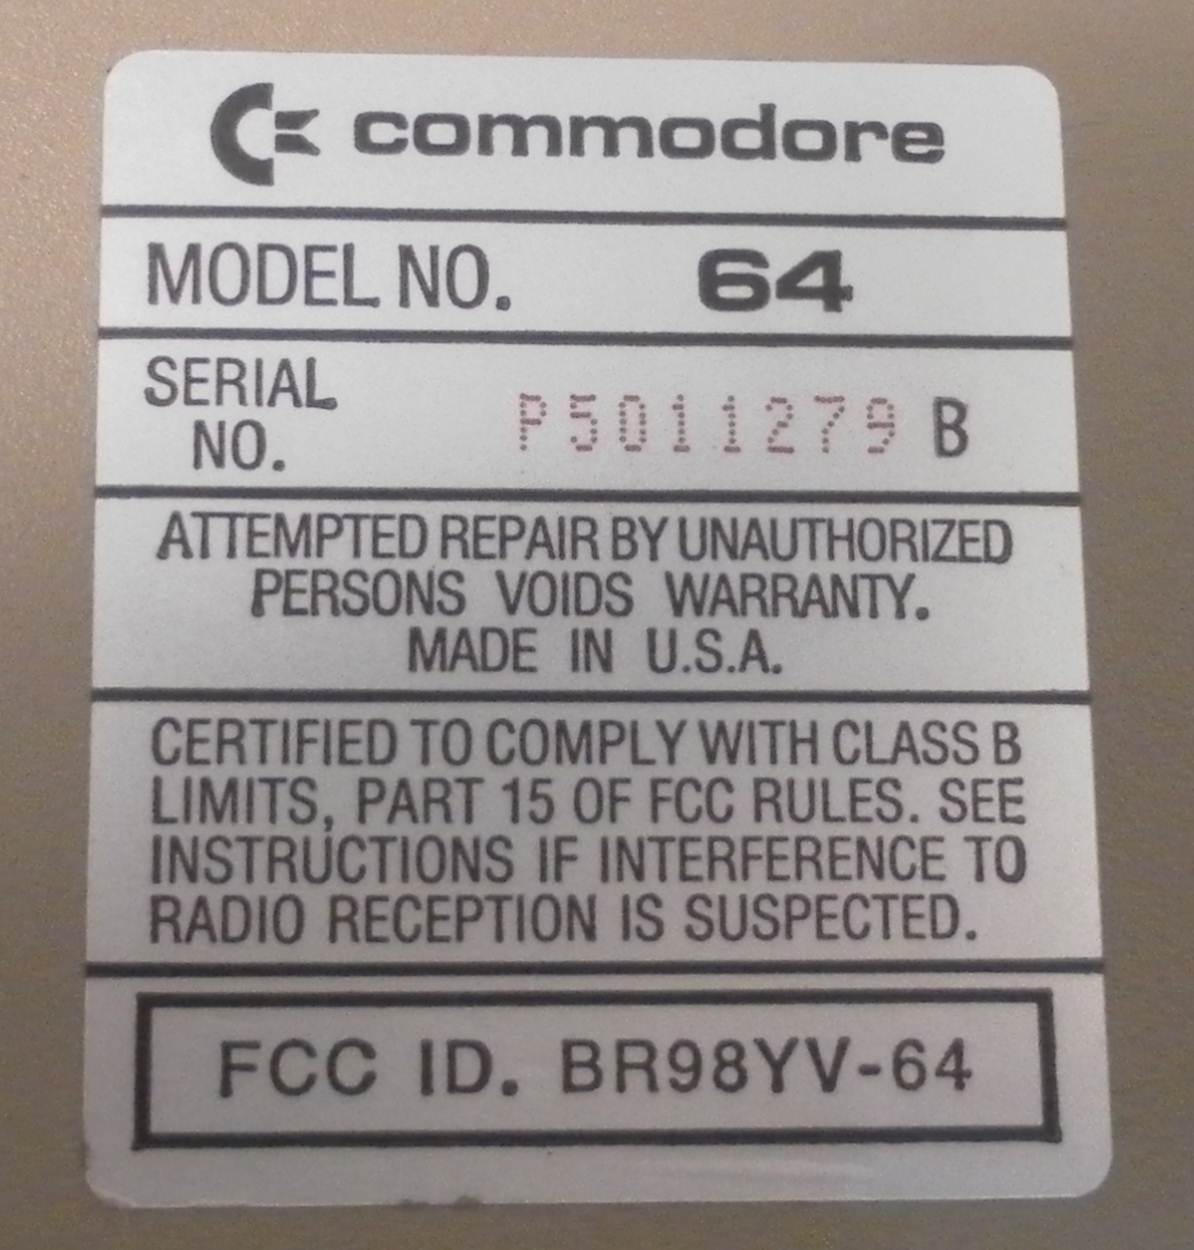 commodore
MODEL NO. 64
SERIAL
NO. P5011279 B
ATTEMPTED REPAIR BY UNAUTHORIZED
PERSONS VOIDS WARRANTY.
MADE IN U.S.A.
CERTIFIED TO COMPLY WITH CLASS B
LIMITS, PART 15 OF FCC RULES. SEE
INSTRUCTIONS IF INTERFERENCE TO
RADIO RECEPTION IS SUSPECTED.
FCC ID. BR98YV-64